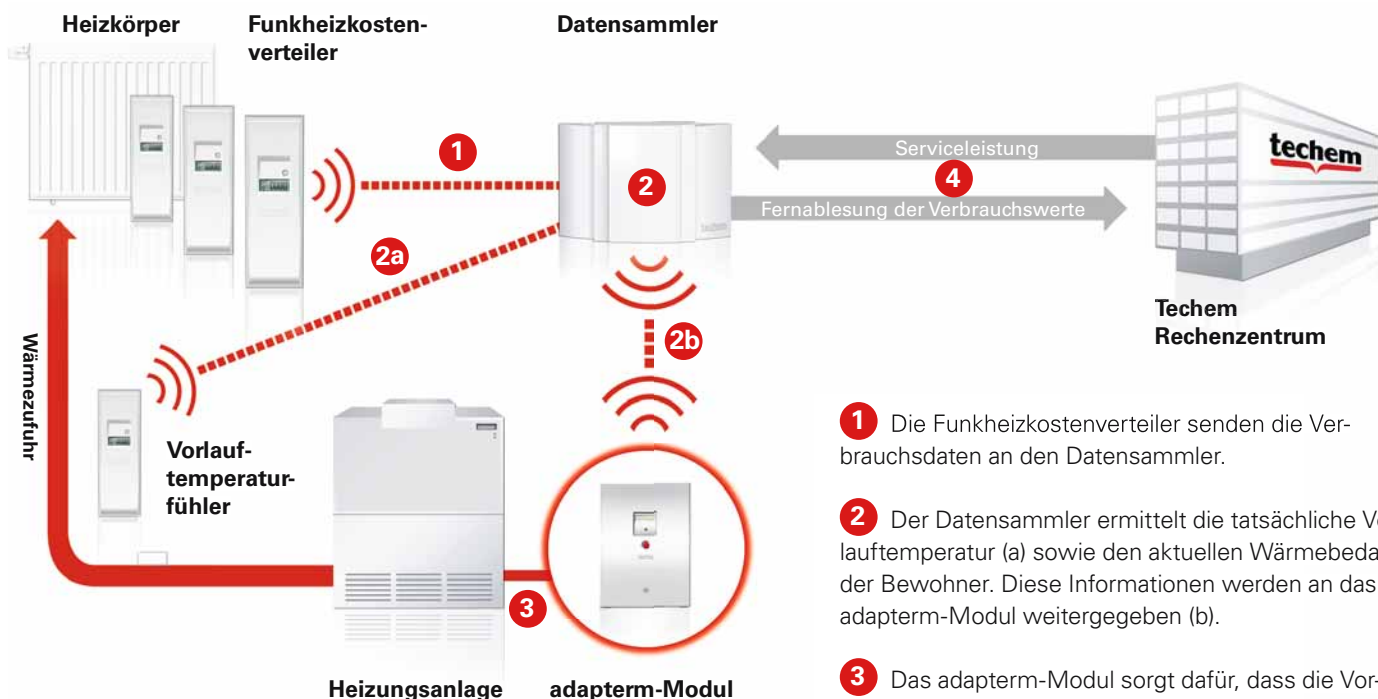 Heizkörper
Funkheizkosten-
verteiler
Datensammler
1
2
Serviceleistung
4
Fernablesung der Verbrauchswerte
techem
techem
2a
Techem
Rechenzentrum
2b
Wärmezufuhr
Vorlauf-
temperatur-
fühler
3
Heizungsanlage
adapterm-Modul
1 Die Funkheizkostenverteiler senden die Ver-
brauchsdaten an den Datensammler.
2 Der Datensammler ermittelt die tatsächliche
lauftemperatur (a) sowie den aktuellen
der Bewohner. Diese Informationen werden an das
adapterm-Modul weitergegeben (b).
3 Das adapterm-Modul sorgt dafür, dass die Vor-